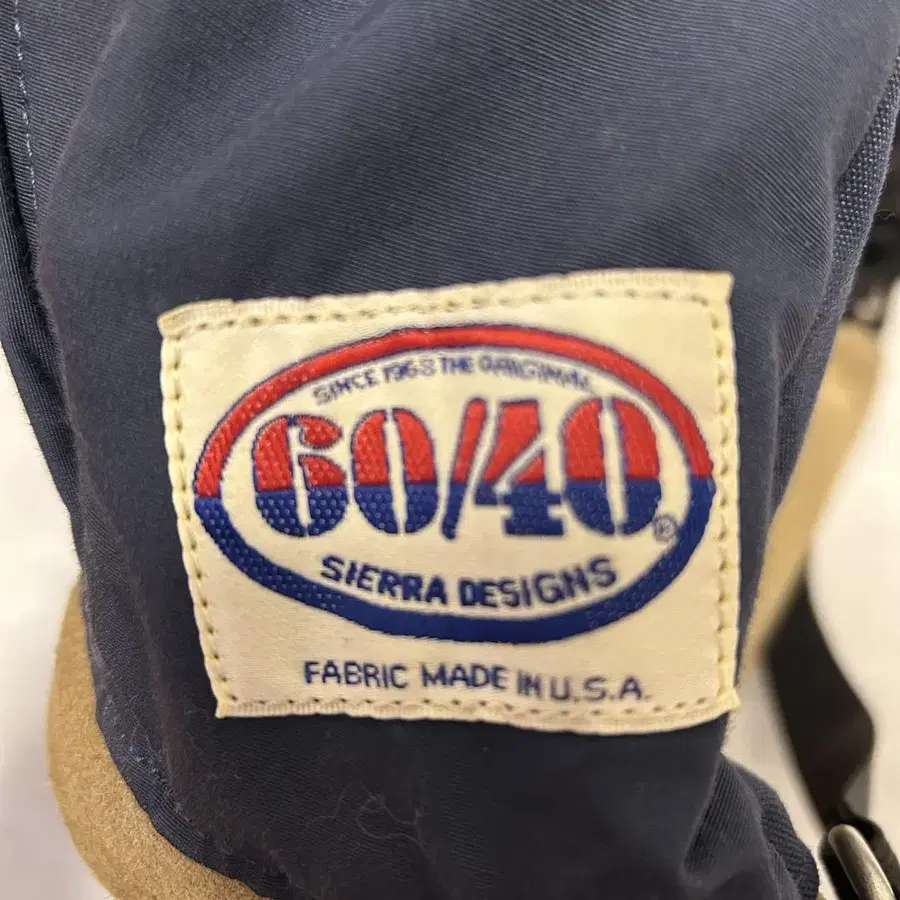 SINCE 1968 THE ORIGINAL
60/40®
SIERRA DESIGNS
FABRIC MADE IN U.S.A.